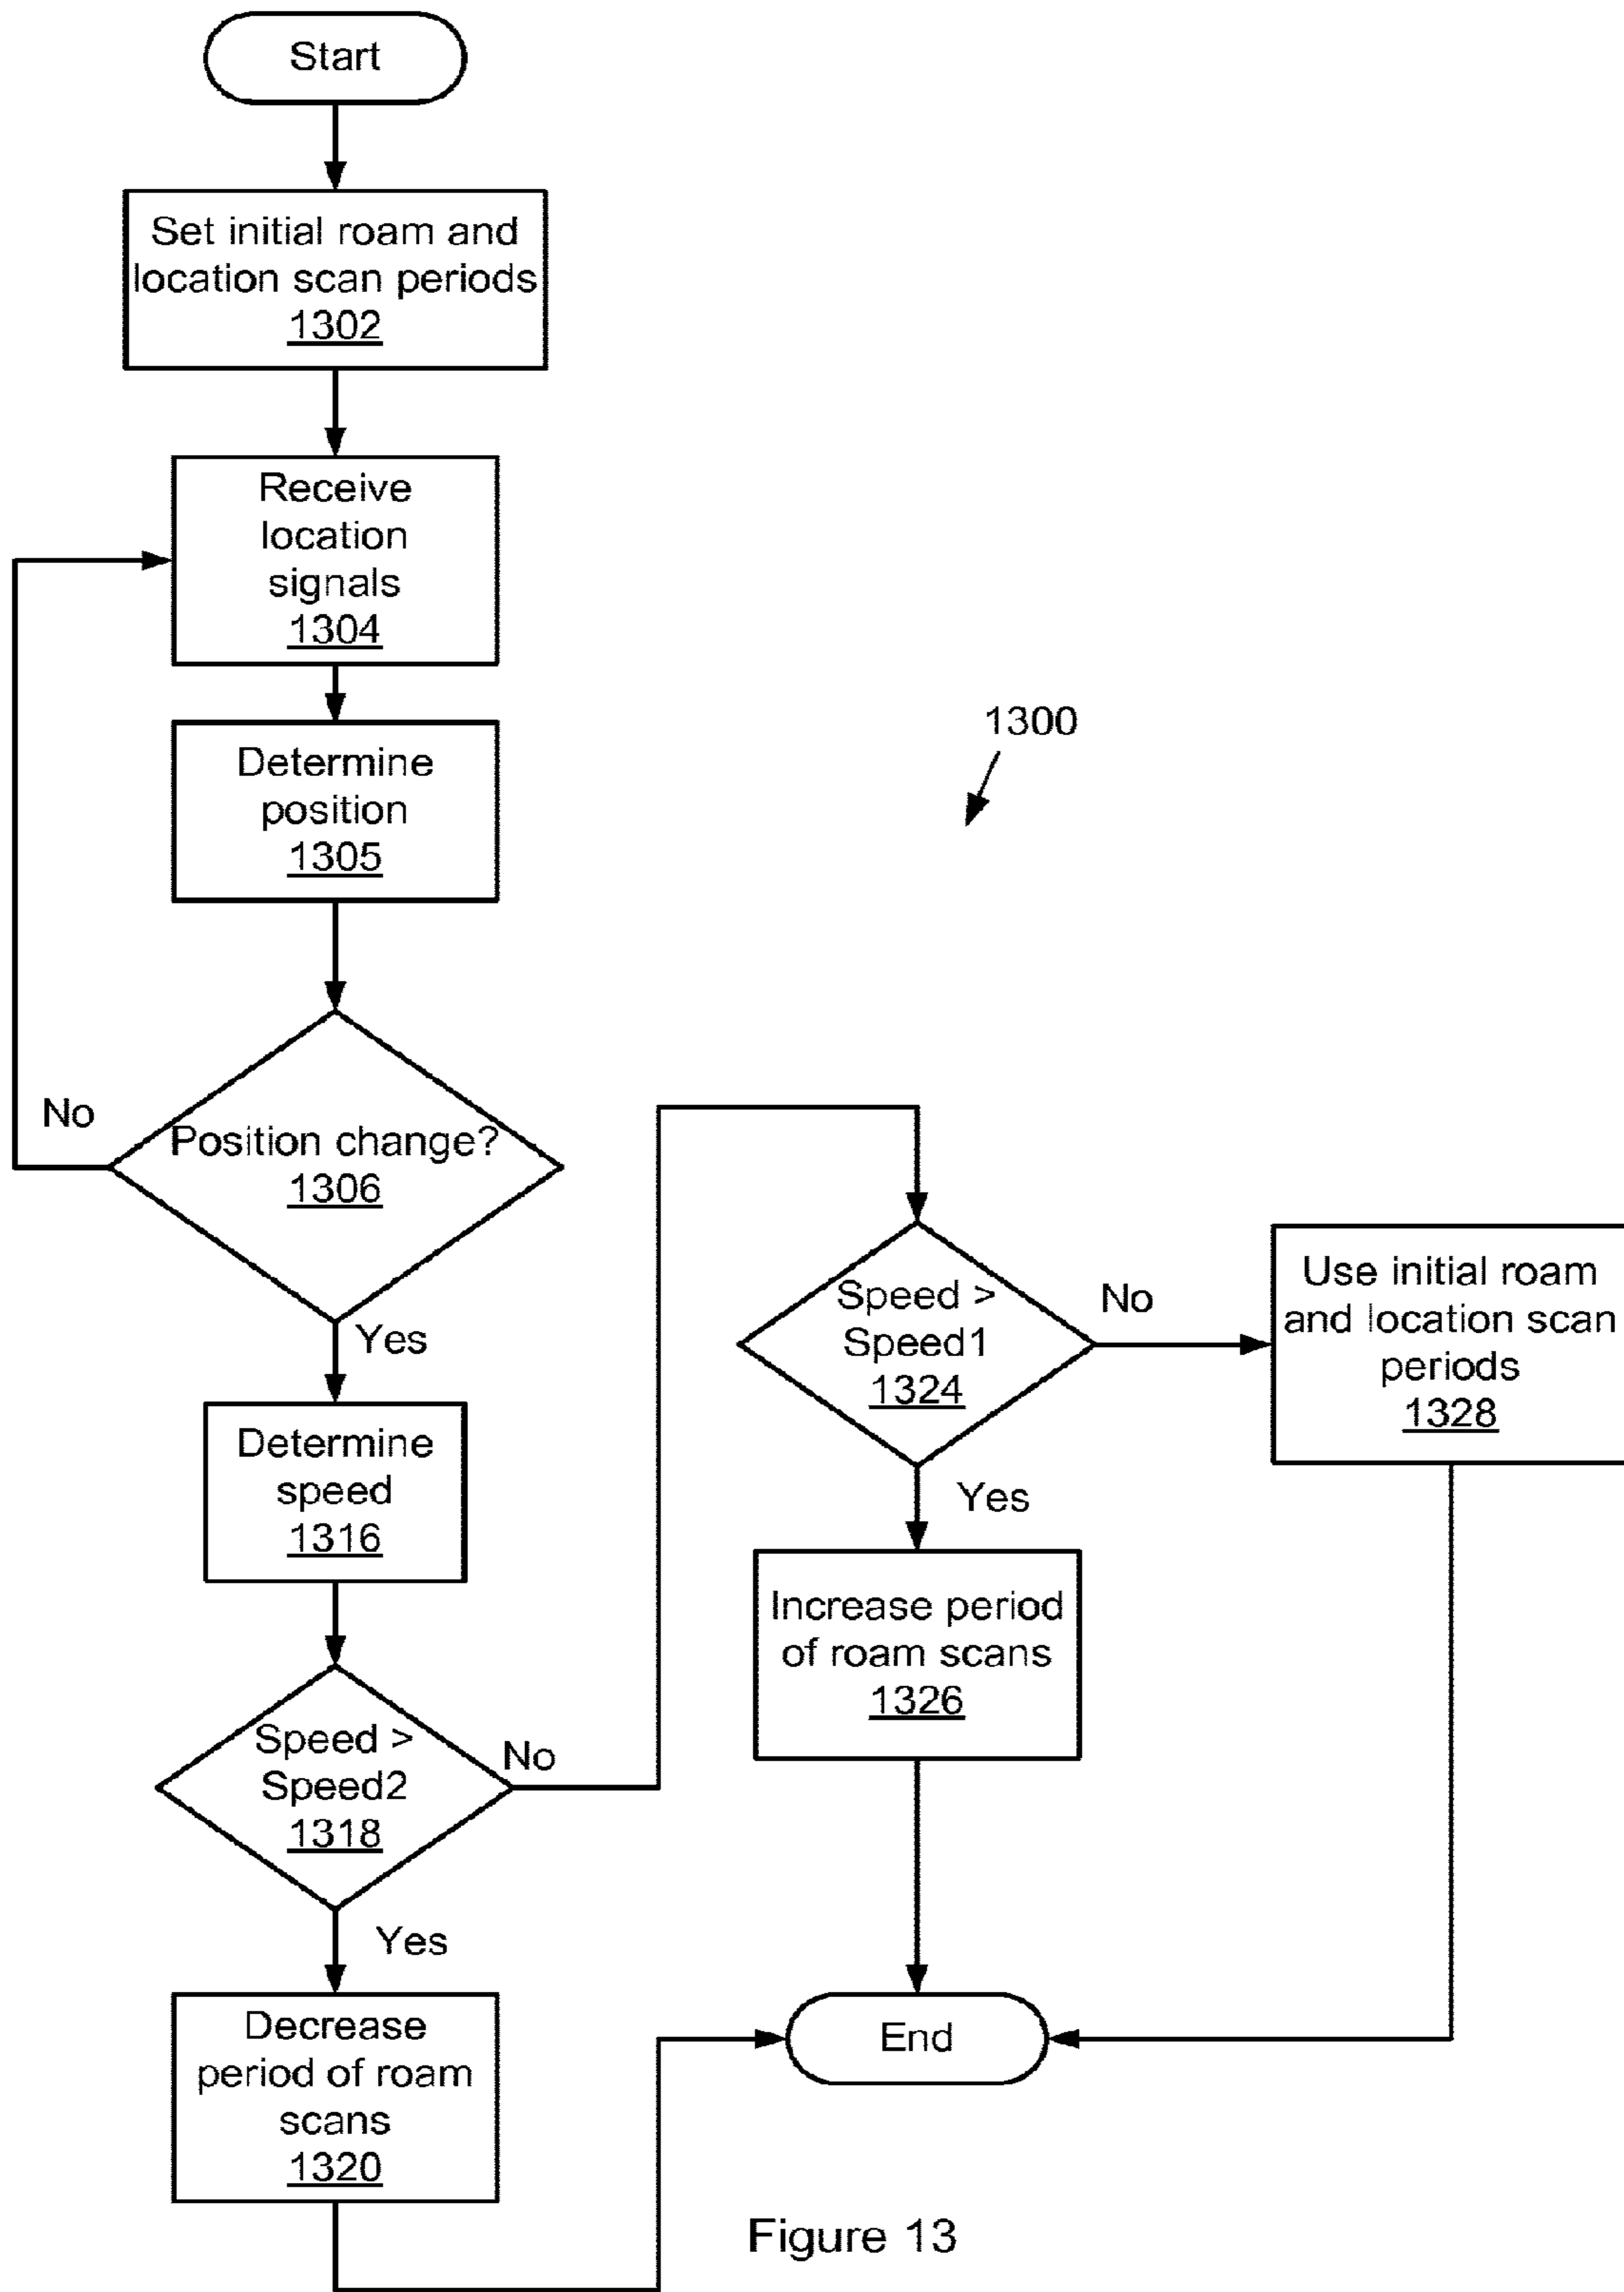 Start
Set initial roam and
location scan periods
1302
Receive
location
signals
1304
Determine
position
1305
1300
Position change?
1306
No
Yes
Determine
speed
1316
Speed >
Speed2
1318
No
Yes
Decrease
period of roam
scans
1320
Speed >
Speed1
1324
No
Yes
Use initial roam
and location scan
periods
1328
Increase period
of roam scans
1326
End
Figure 13